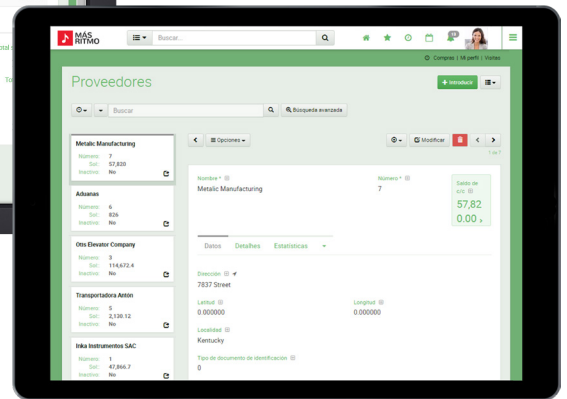 MÁS
RITMO
Buscar...
Compras | Mi perfil | Visitas
Proveedores
+ Introducir
Buscar
Búsqueda avanzada
Metalic Manufacturing
Número: 7
Sal: 57,820
Inactivo: No
Aduanas
Número: 6
Sal: 826
Inactivo: No
Otis Elevator Company
Número: 3
Sal: 114,672.4
Inactivo: No
Transportadora Antón
Número: 5
Sal: 2,130.12
Inactivo: No
Inka Instrumentos SAC
Número: 1
Sal: 47,866.7
Inactivo: No
Opciones
Modificar
Nombre *
Metalic Manufacturing
Número *
7
Saldo de
c/c
57,82
0.00
Datos Detalhes Estatísticas
Dirección
7837 Street
Latitud
0.000000
Longitud
0.000000
Localidad
Kentucky
Tipo de documento de identificación
0